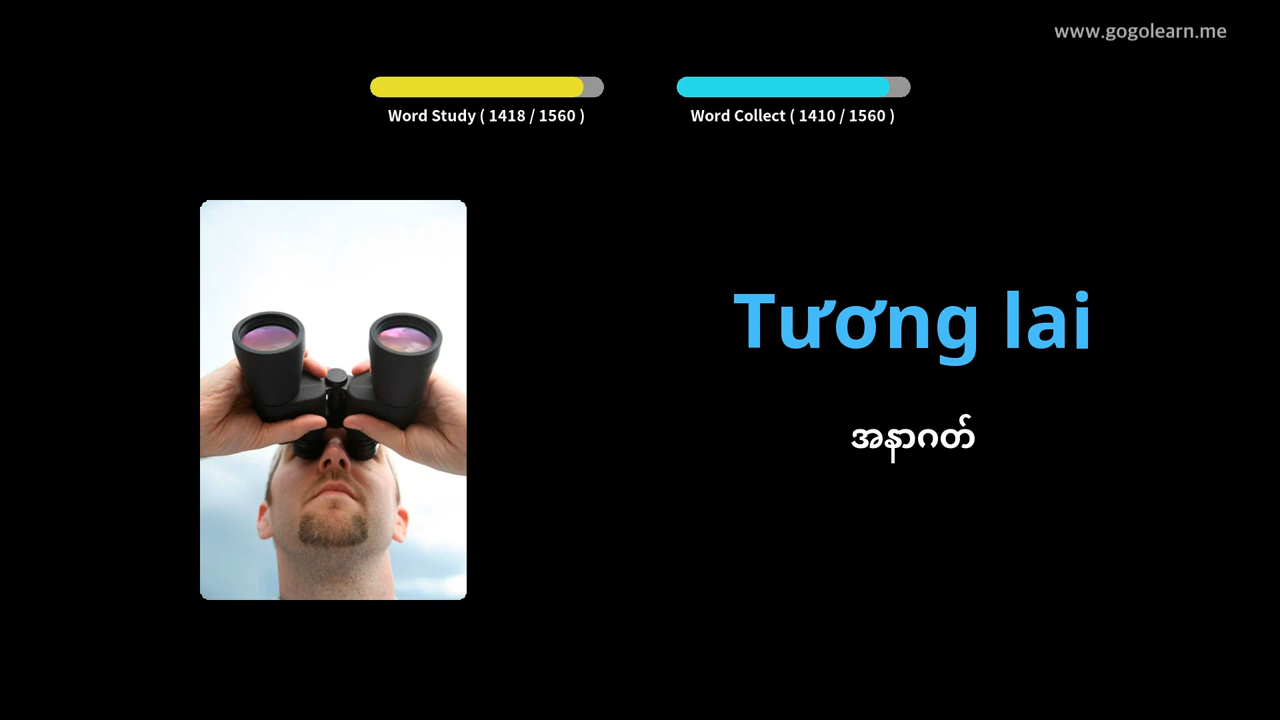 www.gogolearn.me
Word Study ( 1418 / 1560 )
Word Collect ( 1410 / 1560 )
Tương lai
အနာဂတ်